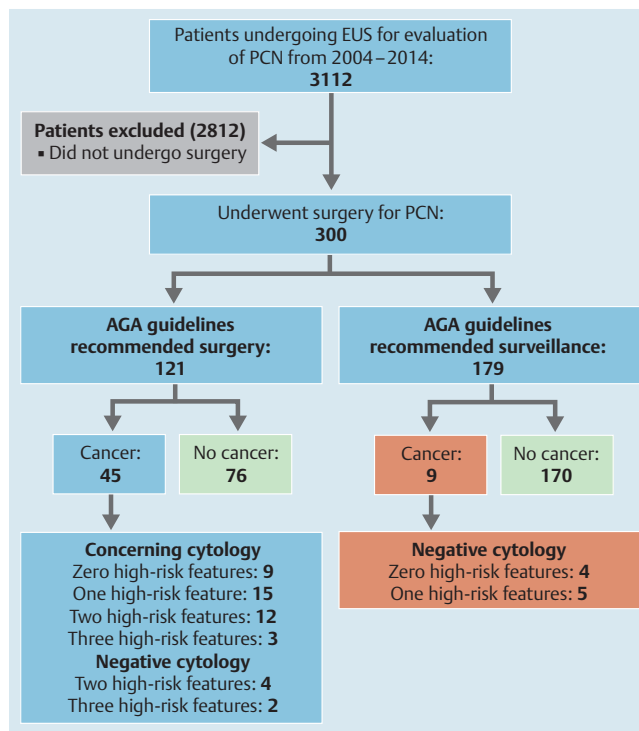 Patients undergoing EUS for evaluation
of PCN from 2004–2014:
3112
Patients excluded (2812)
▪ Did not undergo surgery
Underwent surgery for PCN:
300
AGA guidelines
recommended surgery:
121
AGA guidelines
recommended surveillance:
179
Cancer:
45
No cancer:
76
Cancer:
9
No cancer:
170
Concerning cytology
Zero high-risk features: 9
One high-risk feature: 15
Two high-risk features: 12
Three high-risk features: 3
Negative cytology
Two high-risk features: 4
Three high-risk features: 2
Negative cytology
Zero high-risk features: 4
One high-risk features: 5